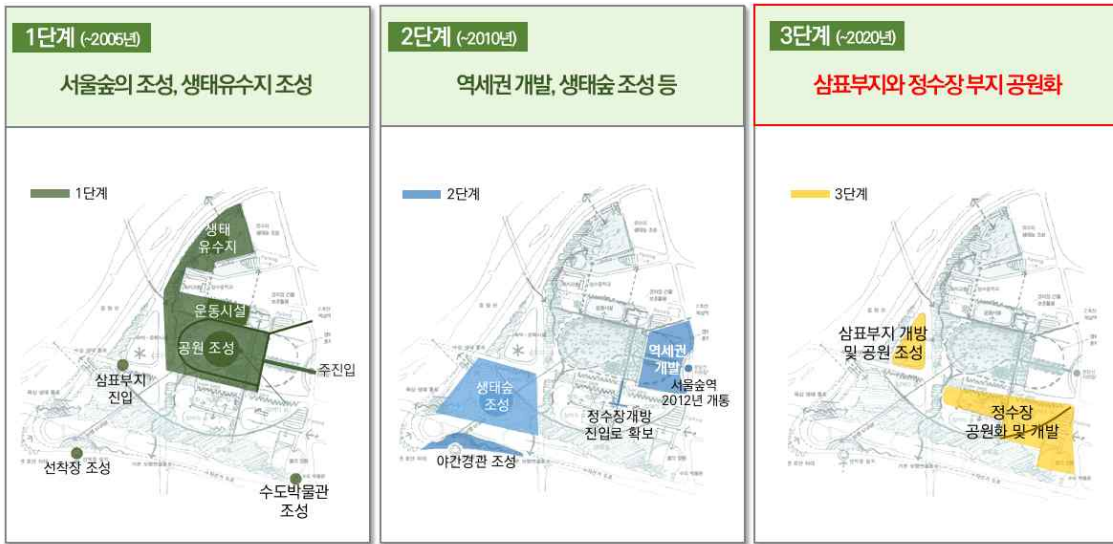 1단계 (~2005년)
서울숲의 조성, 생태유수지 조성
1단계
생태
유수지
운동시설
공원 조성
주진입
삼표부지
진입
선착장 조성
수도박물관
조성
2단계 (~2010년)
역세권 개발, 생태숲 조성 등
2단계
역세권
개발
서울숲역
2012년 개통
생태숲
조성
정수장개방
진입로 확보
야간경관 조성
3단계 (~2020년)
삼표부지와 정수장 부지 공원화
3단계
삼표부지 개방
및 공원 조성
정수장
공원화 및 개발